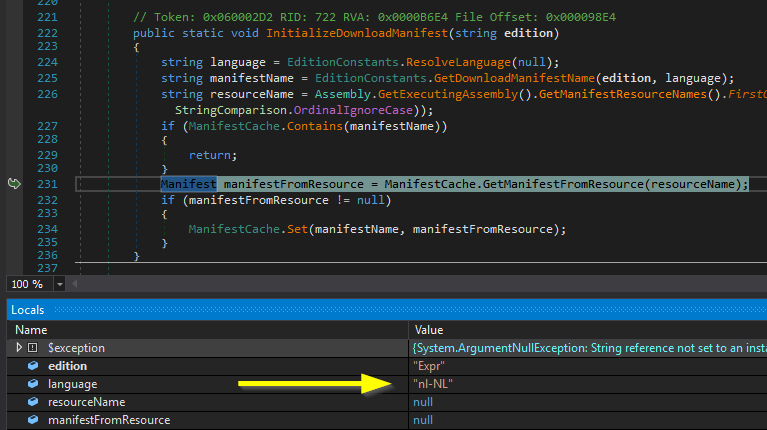 220
221 // Token: 0x060002D2 RID: 722 RVA: 0x0000B6E4 File Offset: 0x000098E4
222 public static void InitializeDownloadManifest(string edition)
223 {
224 string language = EditionConstants.ResolveLanguage(null);
225 string manifestName = EditionConstants.GetDownloadManifestName(edition, language);
226 string resourceName = Assembly.GetExecutingAssembly().GetManifestResourceNames().FirstO
StringComparison.OrdinalIgnoreCase));
227 if (ManifestCache.Contains(manifestName))
228 {
229 return;
230 }
231 Manifest manifestFromResource = ManifestCache.GetManifestFromResource(resourceName);
232 if (manifestFromResource != null)
233 {
234 ManifestCache.Set(manifestName, manifestFromResource);
235 }
236 }
237
100 %
Locals
Name Value
$exception {System.ArgumentNullException: String reference not set to an insta
edition "Expr"
language "nl-NL"
resourceName null
manifestFromResource null